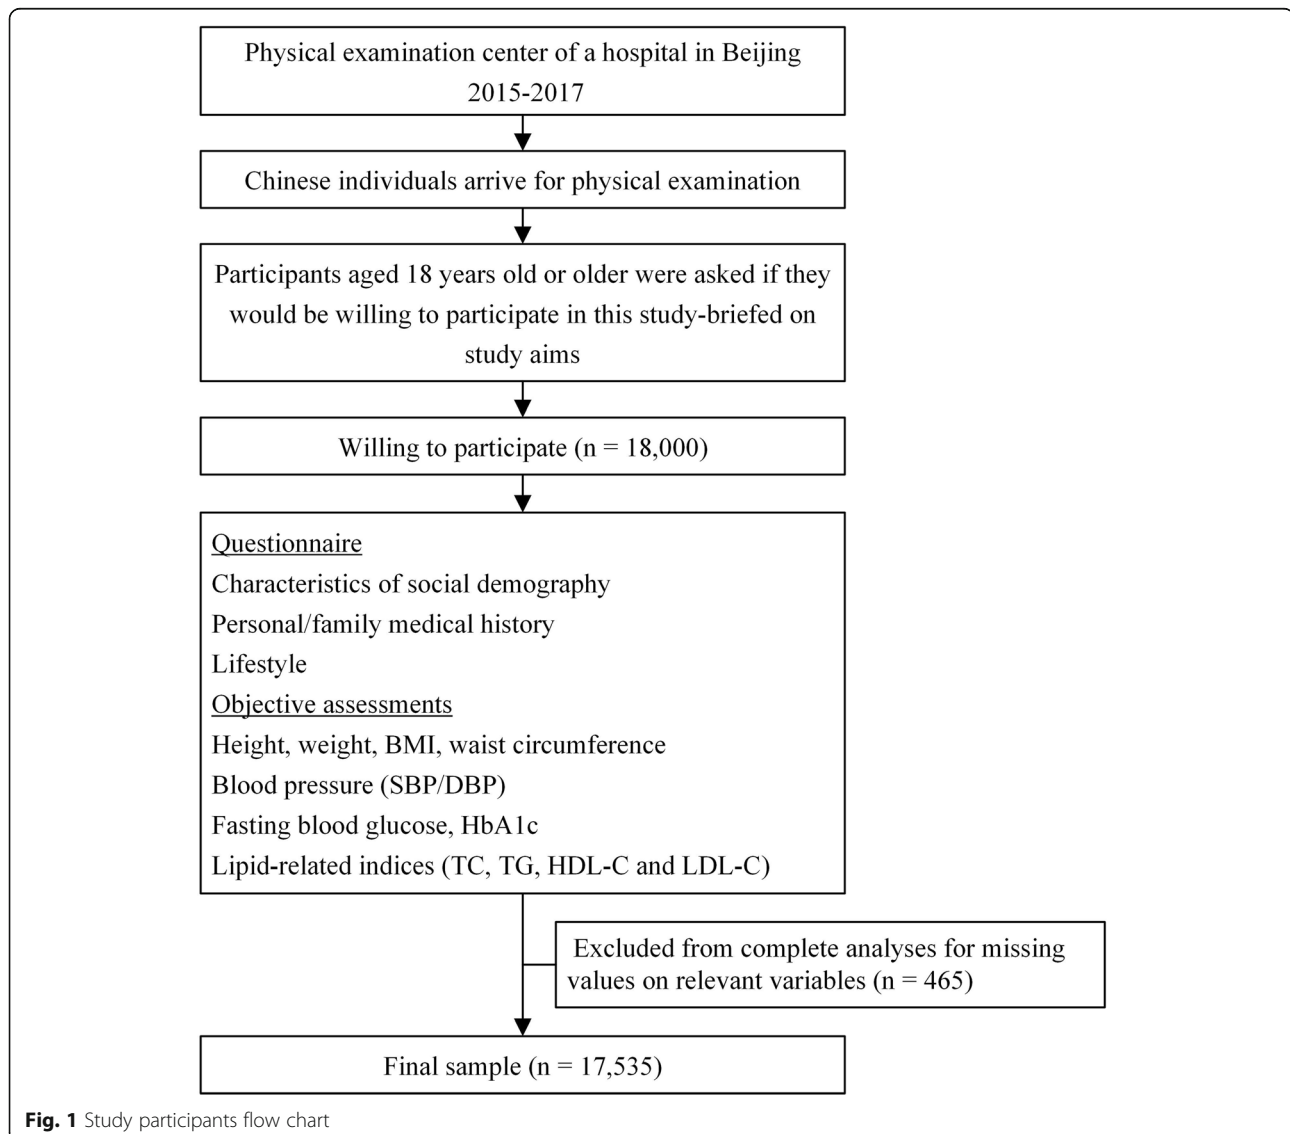 Physical examination center of a hospital in Beijing
2015-2017
Chinese individuals arrive for physical examination
Participants aged 18 years old or older were asked if they
would be willing to participate in this study-briefed on
study aims
Willing to participate (n = 18,000)
Questionnaire
Characteristics of social demography
Personal/family medical history
Lifestyle
Objective assessments
Height, weight, BMI, waist circumference
Blood pressure (SBP/DBP)
Fasting blood glucose, HbA1c
Lipid-related indices (TC, TG, HDL-C and LDL-C)
Excluded from complete analyses for missing
values on relevant variables (n = 465)
Final sample (n = 17,535)
Fig. 1 Study participants flow chart